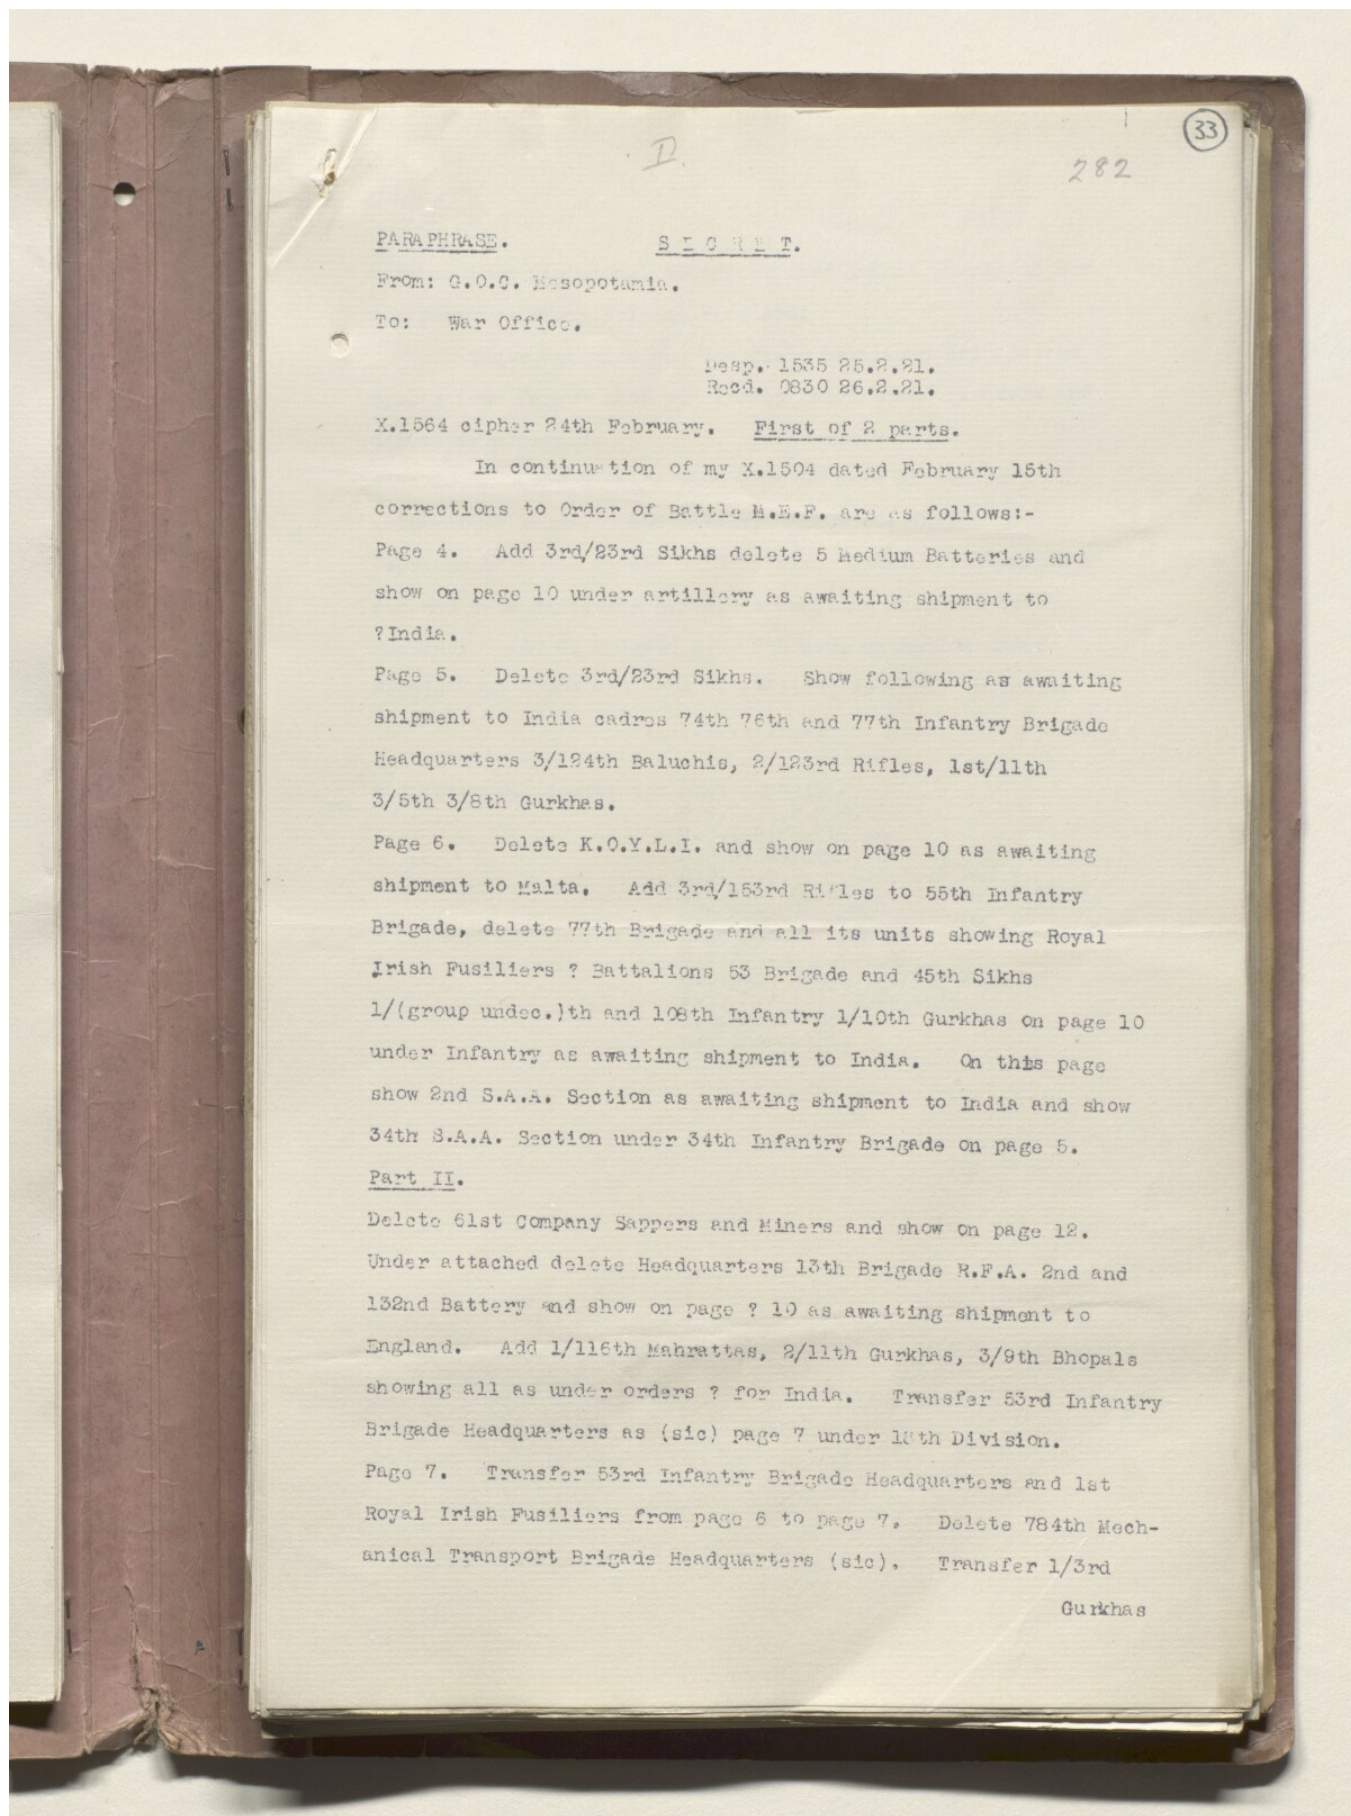 33
II.
282
PARAPHRASE. SECRET.
From: G.O.C. Mesopotamia.
To: War Office.
Desp. 1535 25.2.21.
Recd. 0830 26.2.21.
X.1564 cipher 24th February. First of 2 parts.
In continuation of my X.1504 dated February 15th
corrections to Order of Battle M.E.F. are as follows:-
Page 4. Add 3rd/23rd Sikhs delete 5 Medium Batteries and
show on page 10 under artillery as awaiting shipment to
?India.
Page 5. Delete 3rd/23rd Sikhs. Show following as awaiting
shipment to India cadres 74th 76th and 77th Infantry Brigade
Headquarters 3/124th Baluchis, 2/123rd Rifles, 1st/11th
3/5th 3/8th Gurkhas.
Page 6. Delete K.O.Y.L.I. and show on page 10 as awaiting
shipment to Malta. Add 3rd/153rd Rifles to 55th Infantry
Brigade, delete 77th Brigade and all its units showing Royal
Irish Fusiliers ? Battalions 53 Brigade and 45th Sikhs
1/(group undec.)th and 108th Infantry 1/10th Gurkhas on page 10
under Infantry as awaiting shipment to India. On this page
show 2nd S.A.A. Section as awaiting shipment to India and show
34th S.A.A. Section under 34th Infantry Brigade on page 5.
Part II.
Delete 61st Company Sappers and Miners and show on page 12.
Under attached delete Headquarters 13th Brigade R.F.A. 2nd and
132nd Battery and show on page ? 10 as awaiting shipment to
England. Add 1/116th Mahrattas, 2/11th Gurkhas, 3/9th Bhopals
showing all as under orders ? for India. Transfer 53rd Infantry
Brigade Headquarters as (sic) page 7 under 18th Division.
Page 7. Transfer 53rd Infantry Brigade Headquarters and 1st
Royal Irish Fusiliers from page 6 to page 7. Delete 784th Mech-
anical Transport Brigade Headquarters (sic). Transfer 1/3rd
Gurkhas